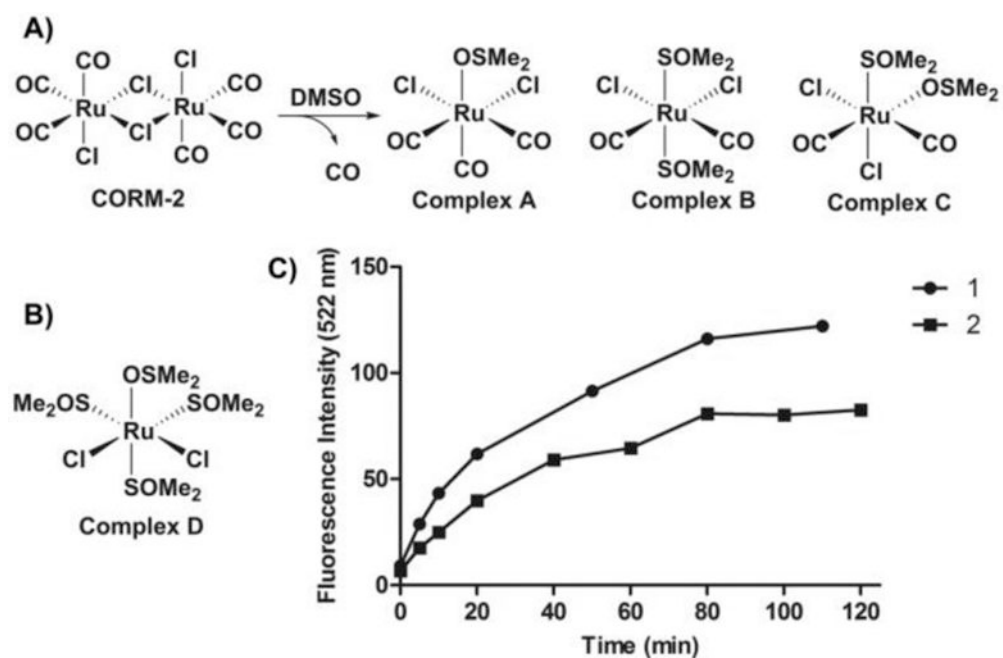 A)
CO
Cl
OC
Cl
CO
Ru
Ru
OC
Cl
CO
Cl
CO
CORM-2
DMSO
CO
OSMe2
Cl
Cl
Ru
OC
CO
CO
Complex A
SOMe2
Cl
Cl
Ru
OC
CO
SOMe2
Complex B
SOMe2
Cl
OSMe2
Ru
OC
CO
Cl
Complex C
B)
OSMe2
Me2OS
SOMe2
Ru
Cl
Cl
SOMe2
Complex D
C)
Fluorescence Intensity (522 nm)
150
100
50
0
0 20 40 60 80 100 120
Time (min)
1
2